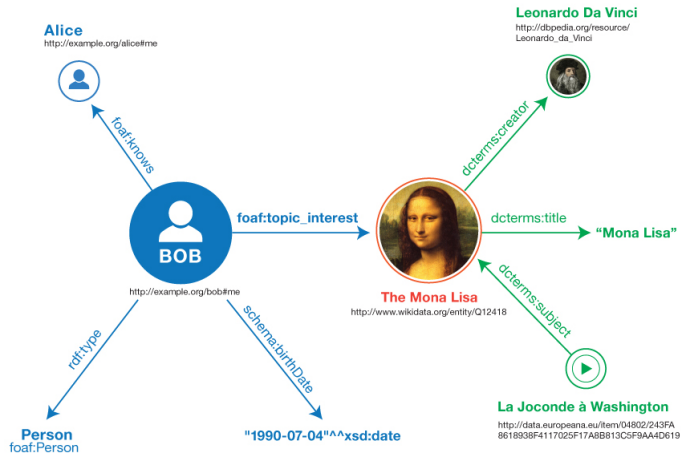 Alice
http://example.org/alice#me
Leonardo Da Vinci
http://dbpedia.org/resource/
Leonardo_da_Vinci
foaf:knows
dcterms:creator
BOB
http://example.org/bob#me
foaf:topic_interest
dcterms:title
“Mona Lisa”
The Mona Lisa
http://www.wikidata.org/entity/Q12418
dcterms:subject
rdf:type
schema:birthDate
La Joconde à Washington
http://data.europeana.eu/item/04802/243FA
8618938F4117025F17A8B813C5F9AA4D619
Person
foaf:Person
"1990-07-04"^^xsd:date